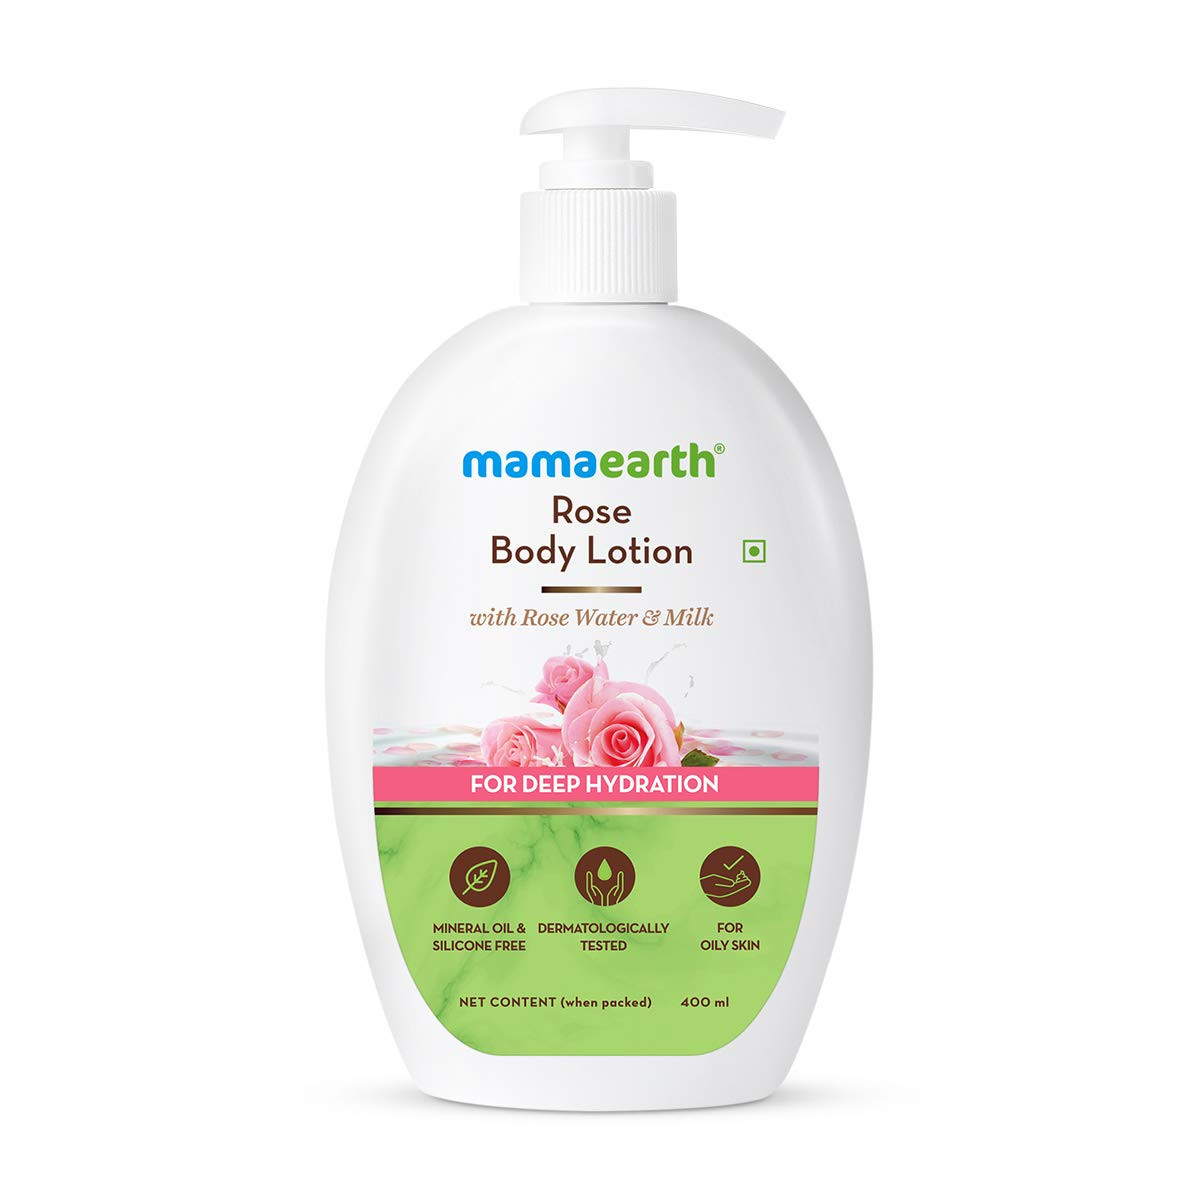 mamaearth®
Rose
Body Lotion
with Rose Water & Milk
FOR DEEP HYDRATION
MINERAL OIL &
SILICONE FREE
DERMATOLOGICALLY
TESTED
FOR
OILY SKIN
NET CONTENT (when packed) 400 ml